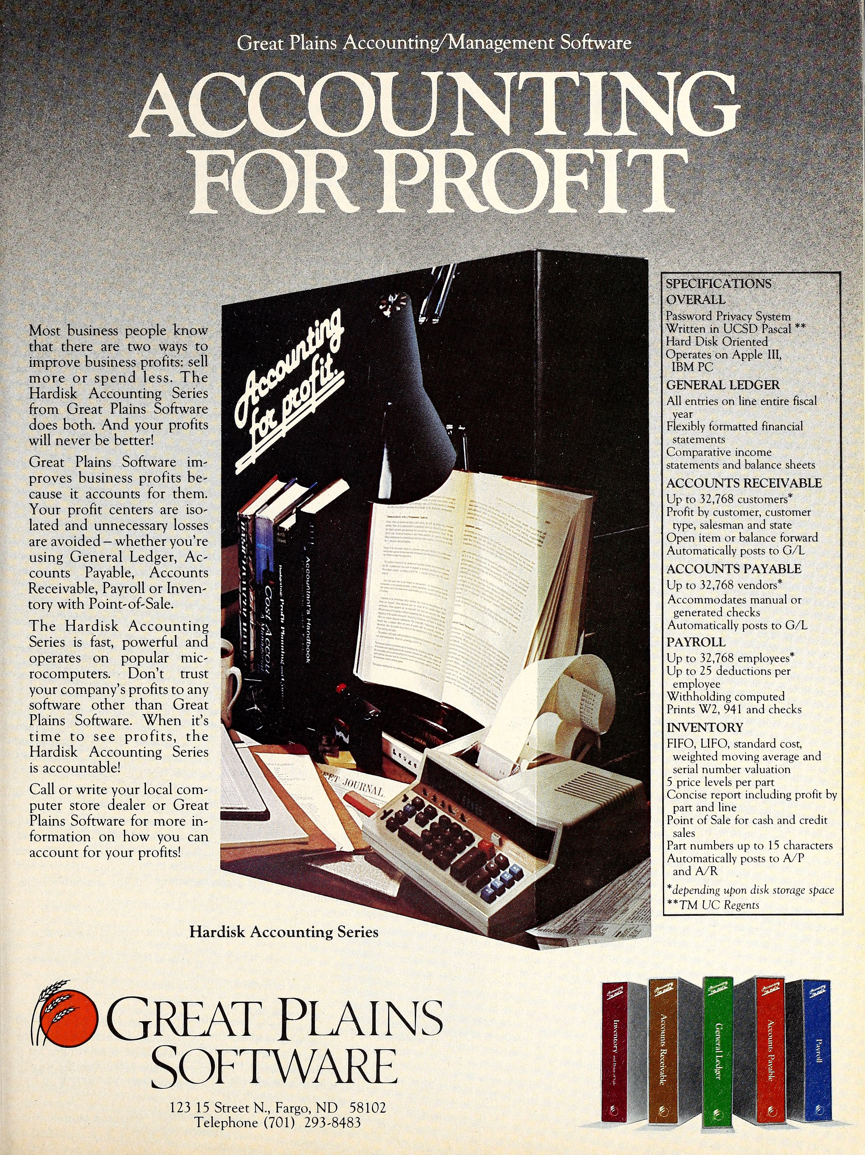 Great Plains Accounting/Management Software
ACCOUNTING
FOR PROFIT
Most business people know
that there are two ways to
improve business profits: sell
more or spend less. The
Hardisk Accounting Series
from Great Plains Software
does both. And your profits
will never be better!
Great Plains Software im-
proves business profits be-
cause it accounts for them.
Your profit centers are iso-
lated and unnecessary losses
are avoided – whether you're
using General Ledger, Ac-
counts Payable, Accounts
Receivable, Payroll or Inven-
tory with Point-of-Sale.
The Hardisk Accounting
Series is fast, powerful and
operates on popular mic-
rocomputers. Don't trust
your company's profits to any
software other than Great
Plains Software. When it's
time to see profits, the
Hardisk Accounting Series
is accountable!
Call or write your local com-
puter store dealer or Great
Plains Software for more in-
formation on how you can
account for your profits!
Accounting
for profit.
Cost Accou
Business Profit Planning
Accountant's Handbook
JOURNAL
Hardisk Accounting Series
SPECIFICATIONS
OVERALL
Password Privacy System
Written in UCSD Pascal **
Hard Disk Oriented
Operates on Apple III,
IBM PC
GENERAL LEDGER
All entries on line entire fiscal
year
Flexibly formatted financial
statements
Comparative income
statements and balance sheets
ACCOUNTS RECEIVABLE
Up to 32,768 customers*
Profit by customer, customer
type, salesman and state
Open item or balance forward
Automatically posts to G/L
ACCOUNTS PAYABLE
Up to 32,768 vendors*
Accommodates manual or
generated checks
Automatically posts to G/L
PAYROLL
Up to 32,768 employees*
Up to 25 deductions per
employee
Withholding computed
Prints W2, 941 and checks
INVENTORY
FIFO, LIFO, standard cost,
weighted moving average and
serial number valuation
5 price levels per part
Concise report including profit by
part and line
Point of Sale for cash and credit
sales
Part numbers up to 15 characters
Automatically posts to A/P
and A/R
*depending upon disk storage space
**TM UC Regents
GREAT PLAINS
SOFTWARE
123 15 Street N., Fargo, ND 58102
Telephone (701) 293-8483
Inventory
Accounts Receivable
General Ledger
Accounts Payable
Payroll